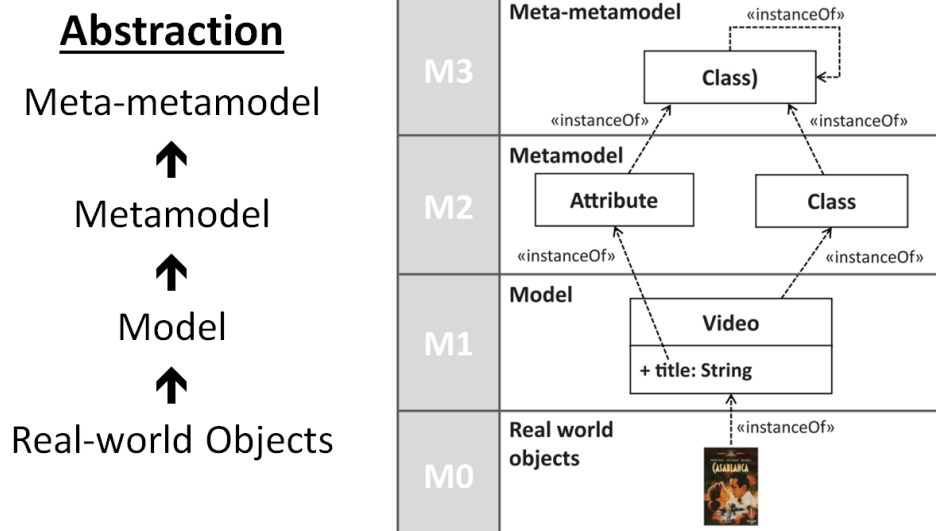 Abstraction
Meta-metamodel
Metamodel
Model
Real-world Objects
M3
Meta-metamodel
«instanceOf»
Class)
«instanceOf»
«instanceOf»
M2
Metamodel
Attribute
Class
«instanceOf»
«instanceOf»
M1
Model
Video
+ title: String
M0
Real world
objects
«instanceOf»
CASABLANCA